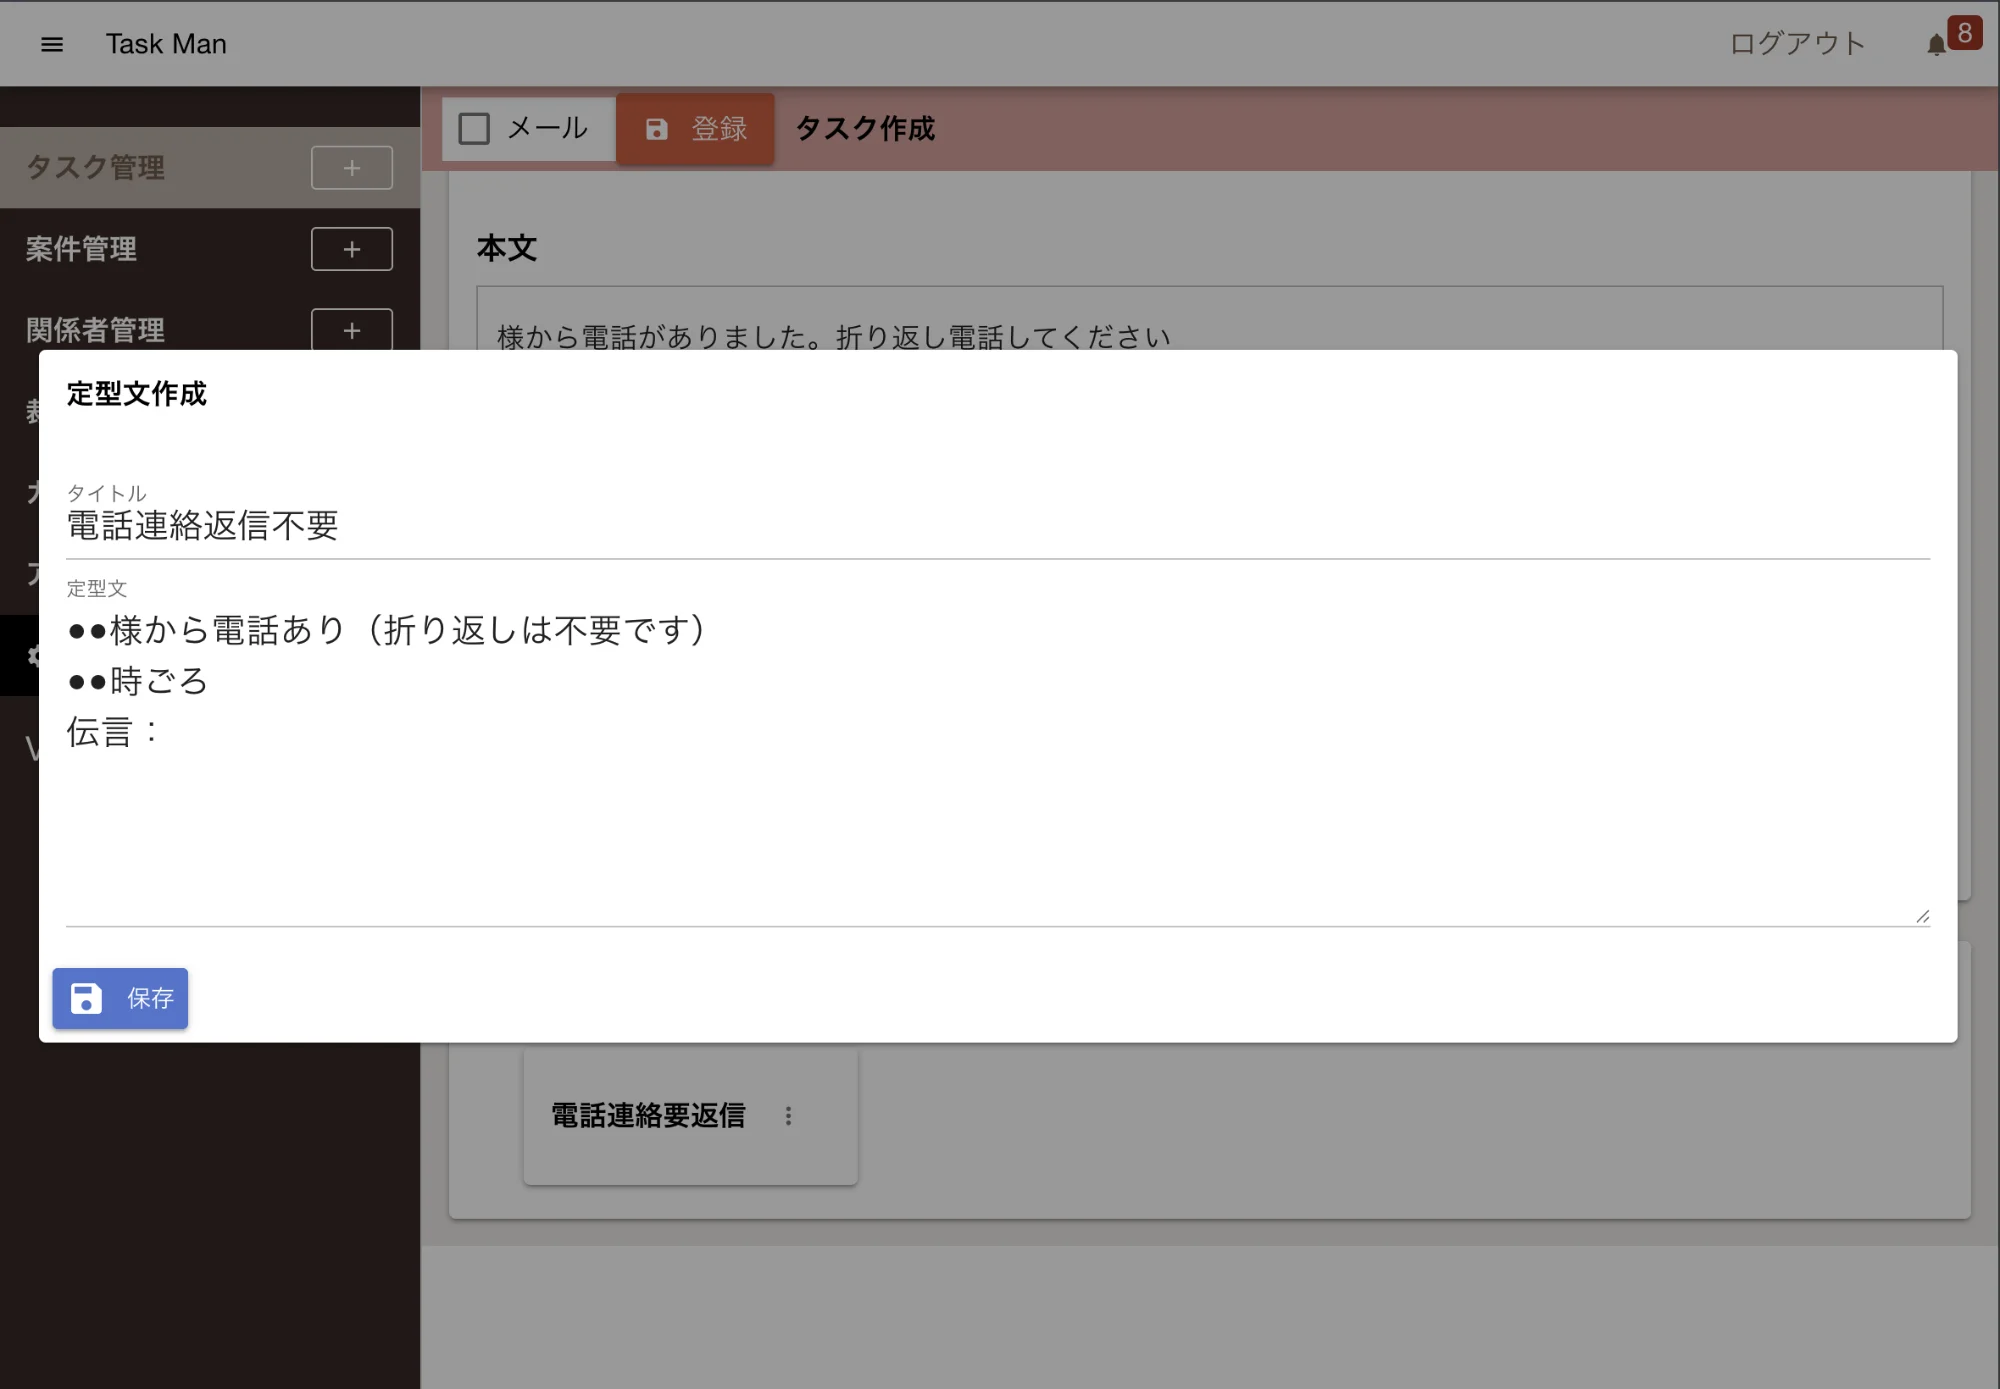 Task Man
ログアウト
8
タスク管理
+
案件管理
+
関係者管理
+
メール
登録
タスク作成
本文
様から電話がありました。折り返し電話してください
定型文作成
タイトル
電話連絡返信不要
定型文
●●様から電話あり（折り返しは不要です）
●●時ごろ
伝言：
保存
電話連絡要返信